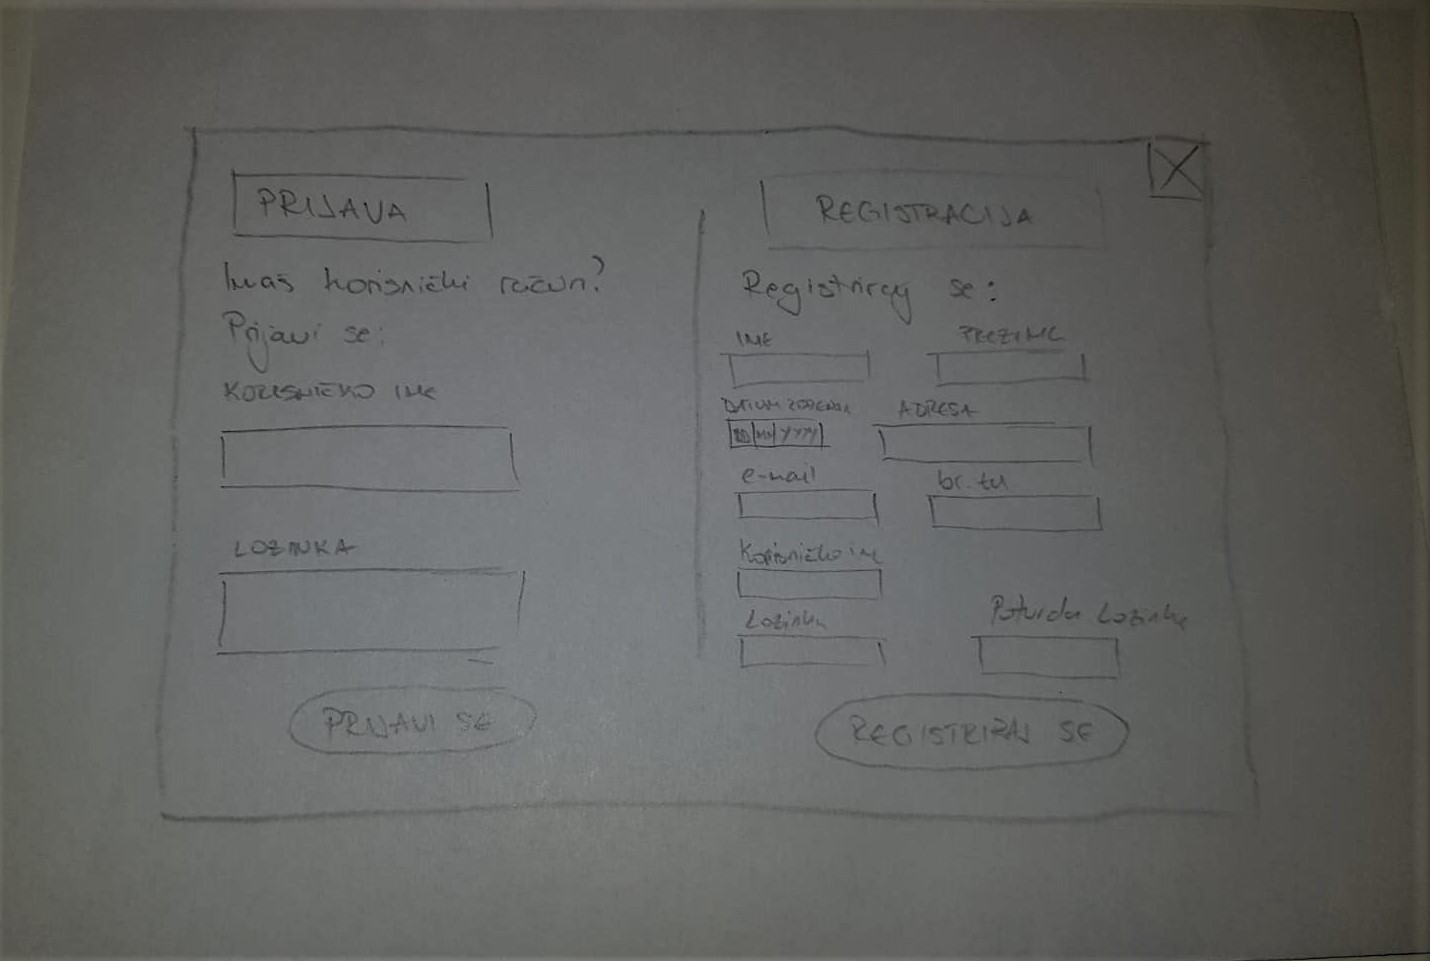 PRIJAVA
Imaš korisnički račun?
Prijavi se:
KORISNIČKO IME
LOZINKA
PRIJAVI SE
REGISTRACIJA
Registriraj se:
IME PREZIME
DATUM ROĐENJA ADRESA
DD MM YYYY
e-mail br. tel
Korisničko ime
Lozinka Potvrda Lozinke
REGISTRIRAJ SE